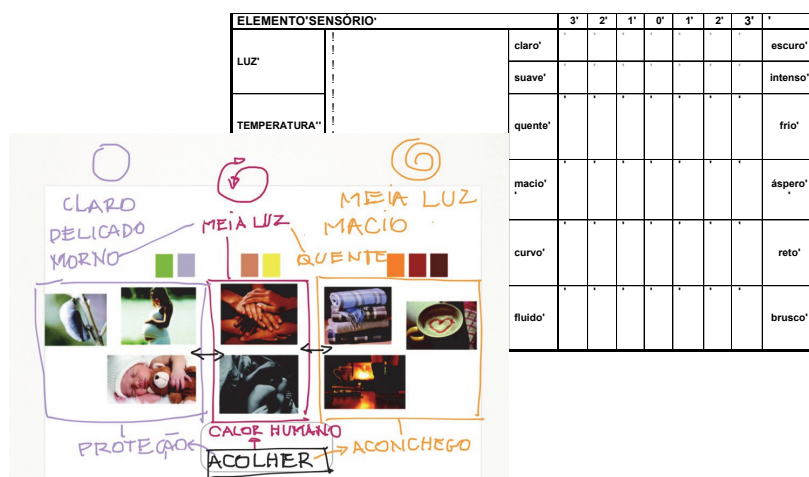 ELEMENTO'SENSÓRIO' 3' 2' 1' 0' 1' 2' 3' '
LUZ'
claro' escuro'
suave' intenso'
TEMPERATURA'' quente' frio'
macio' áspero'
' '
curvo' reto'
fluido' brusco'
!
!
!
!
!
!
!
!
!
CLARO
DELICADO
MORNO
MEIA LUZ
MEIA LUZ
MACIO
QUENTE
PROTEÇÃO
CALOR HUMANO
ACOLHER
ACONCHEGO